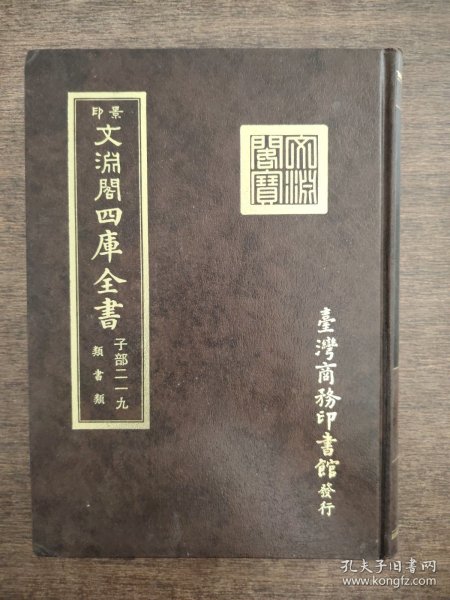 景印
文淵閣四庫全書
子部二一九
類書類
文淵閣寶
臺灣商務印書館發行
孔夫子旧书网
www.kongfz.com